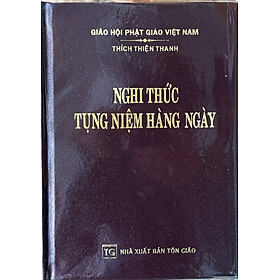 GIÁO HỘI PHẬT GIÁO VIỆT NAM
THÍCH THIỆN THANH
NGHI THỨC
TỤNG NIỆM HÀNG NGÀY
TG NHÀ XUẤT BẢN TÔN GIÁO